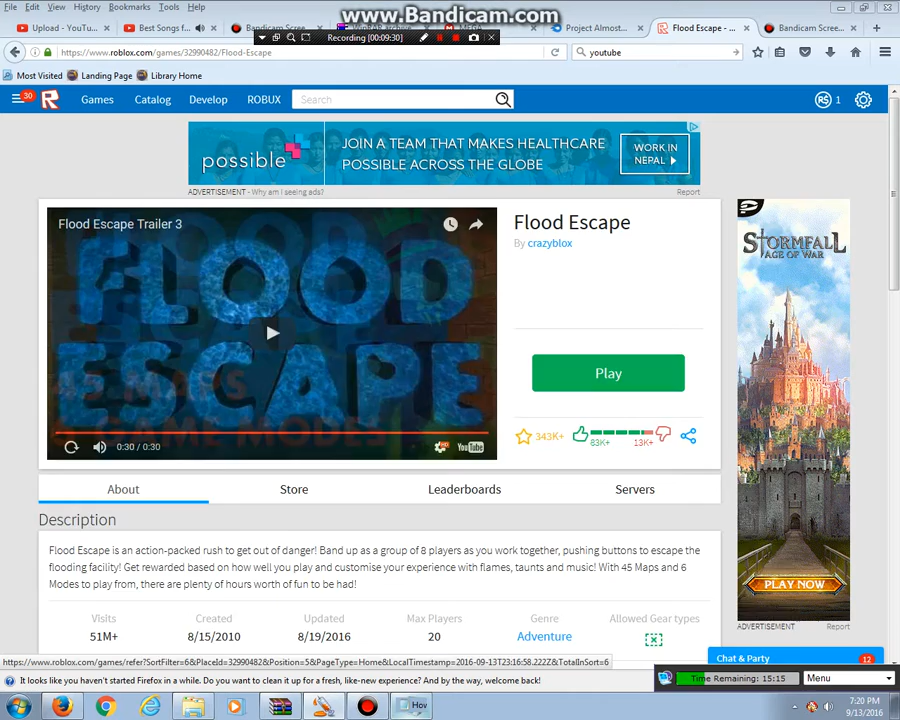 www.Bandicam.com
File Edit View History Bookmarks Tools Help
Upload - YouTu...
Best Songs f...
Bandicam Scree...
Project Almost...
Flood Escape - ...
Bandicam Scree...
Recording [00:09:30]
https://www.roblox.com/games/32990482/Flood-Escape
youtube
Most Visited Landing Page Library Home
30
Games Catalog Develop ROBUX Search R$ 1
possible
JOIN A TEAM THAT MAKES HEALTHCARE
POSSIBLE ACROSS THE GLOBE
WORK IN
NEPAL
ADVERTISEMENT - Why am I seeing ads? Report
Flood Escape Trailer 3
FLOOD
ESCAPE
45 MAPS
GAME MODES
0:30 / 0:30
YouTube
Flood Escape
By crazyblox
Play
343K+ 83K+ 13K+
STORMFALL
AGE OF WAR
PLAY NOW
ADVERTISEMENT Report
About Store Leaderboards Servers
Description
Flood Escape is an action-packed rush to get out of danger! Band up as a group of 8 players as you work together, pushing buttons to escape the
flooding facility! Get rewarded based on how well you play and customise your experience with flames, taunts and music! With 45 Maps and 6
Modes to play from, there are plenty of hours worth of fun to be had!
Visits Created Updated Max Players Genre Allowed Gear types
51M+ 8/15/2010 8/19/2016 20 Adventure
https://www.roblox.com/games/refer?SortFilter=6&PlaceId=32990482&Position=5&PageType=Home&LocalTimestamp=2016-09-13T23:16:58.222Z&TotalInSort=6
Chat & Party 12
It looks like you haven't started Firefox in a while. Do you want to clean it up for a fresh, like-new experience? And by the way, welcome back!
Time Remaining: 15:15 Menu
Hov
7:20 PM
9/13/2016